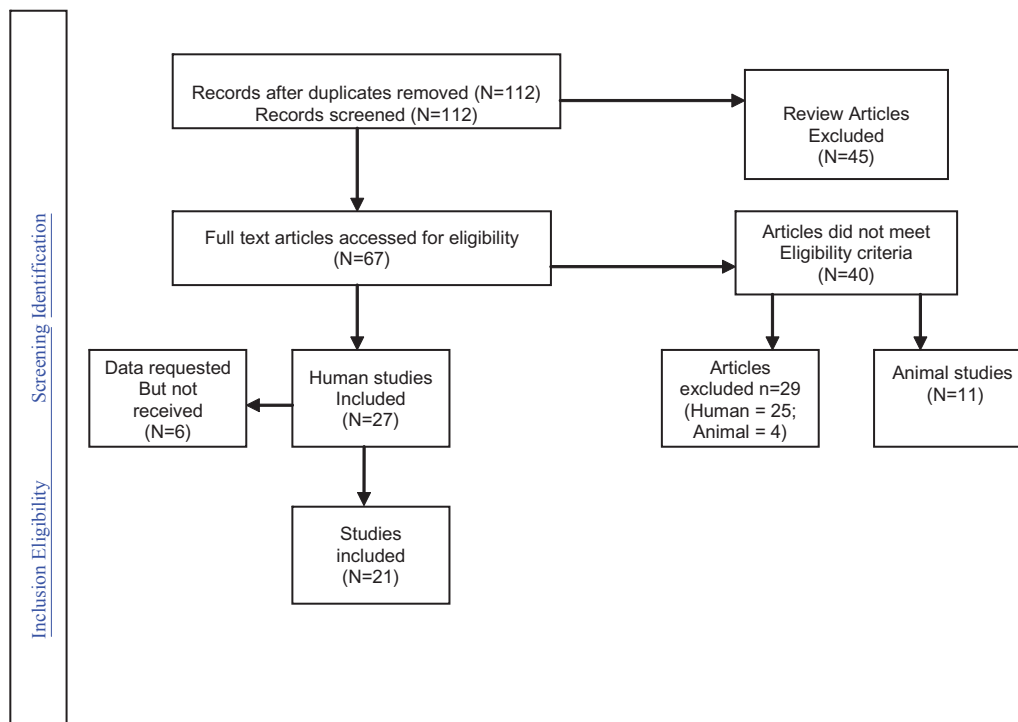 Records after duplicates removed (N=112)
Records screened (N=112)
Review Articles
Excluded
(N=45)
Full text articles accessed for eligibility
(N=67)
Articles did not meet
Eligibility criteria
(N=40)
Data requested
But not
received
(N=6)
Human studies
Included
(N=27)
Articles
excluded n=29
(Human = 25;
Animal = 4)
Animal studies
(N=11)
Studies
included
(N=21)
Inclusion Eligibility Screening Identification